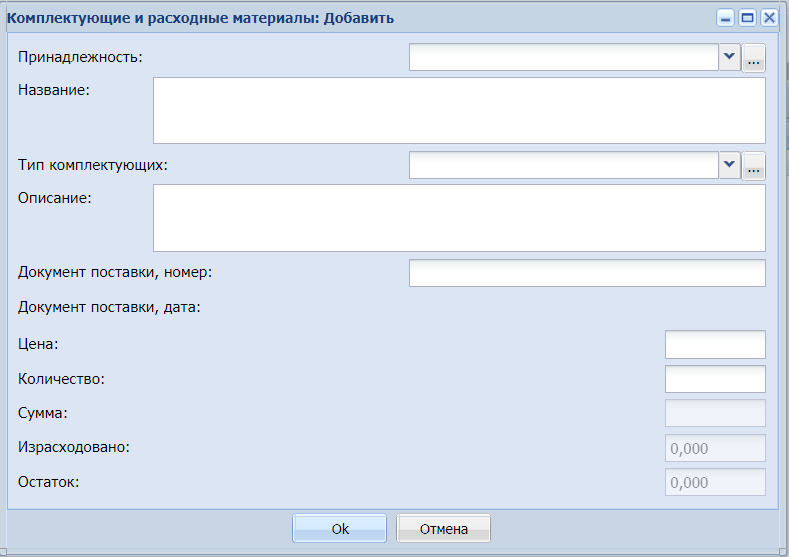 Комплектующие и расходные материалы: Добавить
Принадлежность:
...
Название:
Тип комплектующих:
...
Описание:
Документ поставки, номер:
Документ поставки, дата:
Цена:
Количество:
Сумма:
Израсходовано:
0,000
Остаток:
0,000
Ok
Отмена